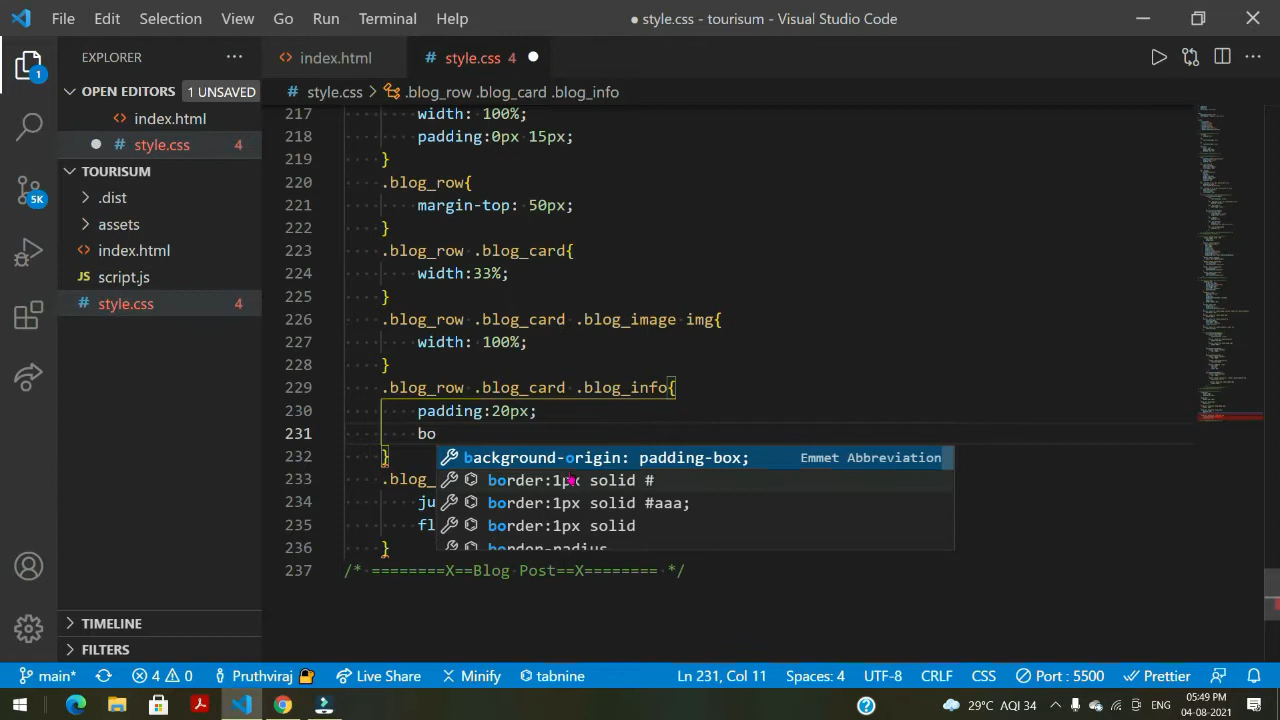 File Edit Selection View Go Run Terminal Help
● style.css - tourisum - Visual Studio Code
EXPLORER ...
OPEN EDITORS 1 UNSAVED
index.html
style.css 4
TOURISUM
.dist
assets
index.html
script.js
style.css 4
TIMELINE
FILTERS
1
5K
index.html
# style.css 4
# style.css > .blog_row .blog_card .blog_info
217 width: 100%;
218 padding:0px 15px;
219 }
220 .blog_row{
221 margin-top: 50px;
222 }
223 .blog_row .blog_card{
224 width:33%;
225 }
226 .blog_row .blog_card .blog_image img{
227 width: 100%;
228 }
229 .blog_row .blog_card .blog_info{
230 padding:20px;
231 bo
232 }
background-origin: padding-box; Emmet Abbreviation
233 .blog_
border:1px solid #
234 ju
border:1px solid #aaa;
235 fl
border:1px solid
236 }
border-radius
237 /* ========X==Blog Post==X======== */
main* 4 0 Pruthviraj Live Share Minify tabnine Ln 231, Col 11 Spaces: 4 UTF-8 CRLF CSS Port : 5500 Prettier
29°C AQI 34 ENG 05:49 PM
04-08-2021